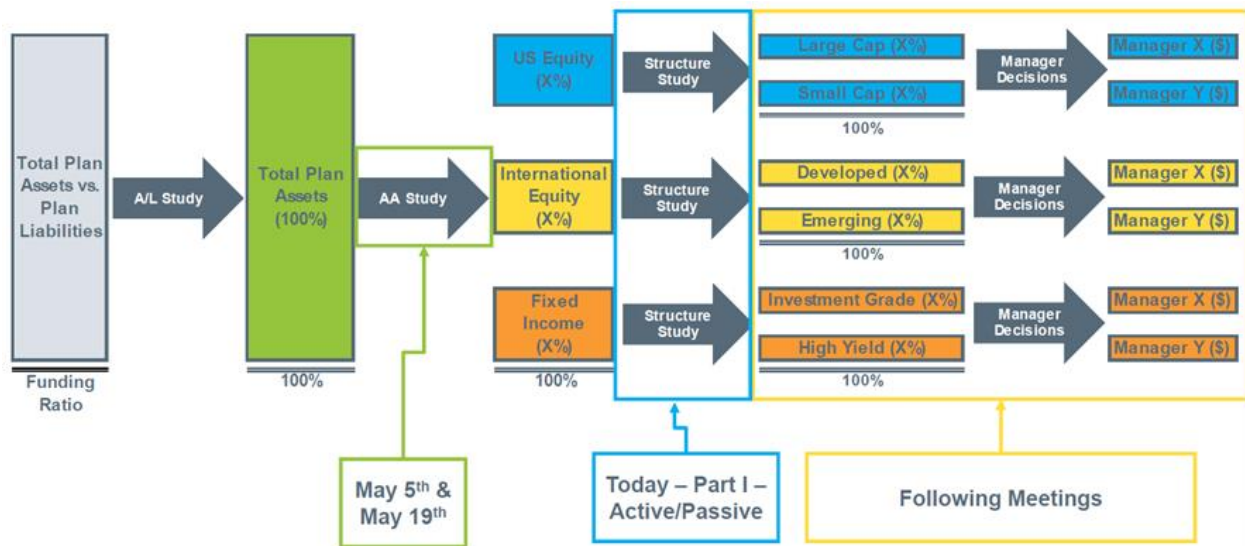 Total Plan
Assets vs.
Plan
Liabilities
Funding
Ratio
A/L Study
Total Plan
Assets
(100%)
100%
AA Study
US Equity
(X%)
International
Equity
(X%)
Fixed
Income
(X%)
100%
Structure
Study
Structure
Study
Structure
Study
Large Cap (X%)
Small Cap (X%)
100%
Developed (X%)
Emerging (X%)
100%
Investment Grade (X%)
High Yield (X%)
100%
Manager
Decisions
Manager
Decisions
Manager
Decisions
Manager X ($)
Manager Y ($)
Manager X ($)
Manager Y ($)
Manager X ($)
Manager Y ($)
May 5th &
May 19th
Today – Part I –
Active/Passive
Following Meetings